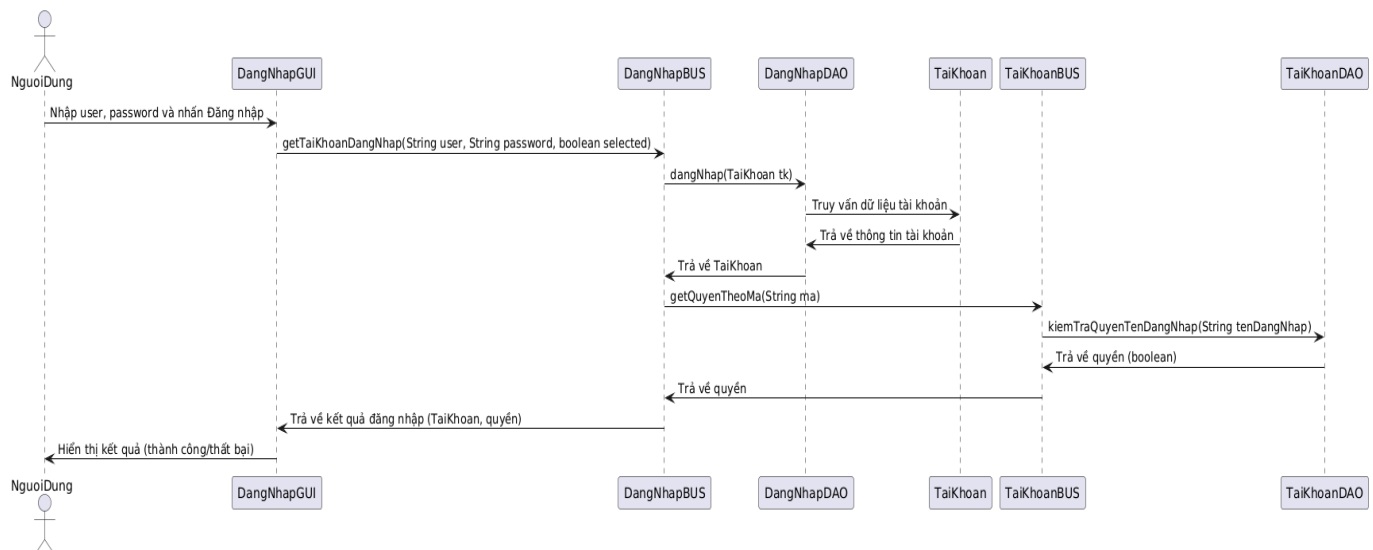 NguoiDung
DangNhapGUI
DangNhapBUS
DangNhapDAO
TaiKhoan
TaiKhoanBUS
TaiKhoanDAO
Nhập user, password và nhấn Đăng nhập
getTaiKhoanDangNhap(String user, String password, boolean selected)
dangNhap(TaiKhoan tk)
Truy vấn dữ liệu tài khoản
Trả về thông tin tài khoản
Trả về TaiKhoan
getQuyenTheoMa(String ma)
kiemTraQuyenTenDangNhap(String tenDangNhap)
Trả về quyền (boolean)
Trả về quyền
Trả về kết quả đăng nhập (TaiKhoan, quyền)
Hiển thị kết quả (thành công/thất bại)
NguoiDung
DangNhapGUI
DangNhapBUS
DangNhapDAO
TaiKhoan
TaiKhoanBUS
TaiKhoanDAO